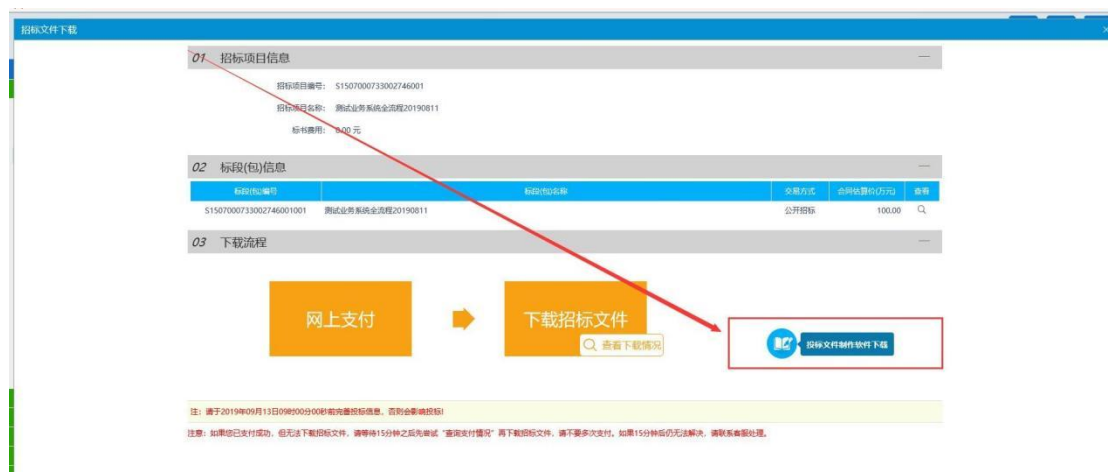 招标文件下载
01 招标项目信息
招标项目编号: S1507000733002746001
招标项目名称: 测试业务系统全流程20190811
标书费用: 0.00 元
02 标段(包)信息
标段(包)编号 标段(包)名称 交易方式 合同估算价(万元) 查看
S1507000733002746001001 测试业务系统全流程20190811 公开招标 100.00
03 下载流程
网上支付 下载招标文件
查看下载情况
投标文件制作软件下载
注: 请于2019年09月13日09时00分00秒前完善投标信息, 否则会影响投标!
注意: 如果您已支付成功, 但无法下载招标文件, 请等待15分钟之后先尝试 "查询支付情况" 再下载招标文件, 请不要多次支付。如果15分钟后仍无法解决, 请联系客服处理。